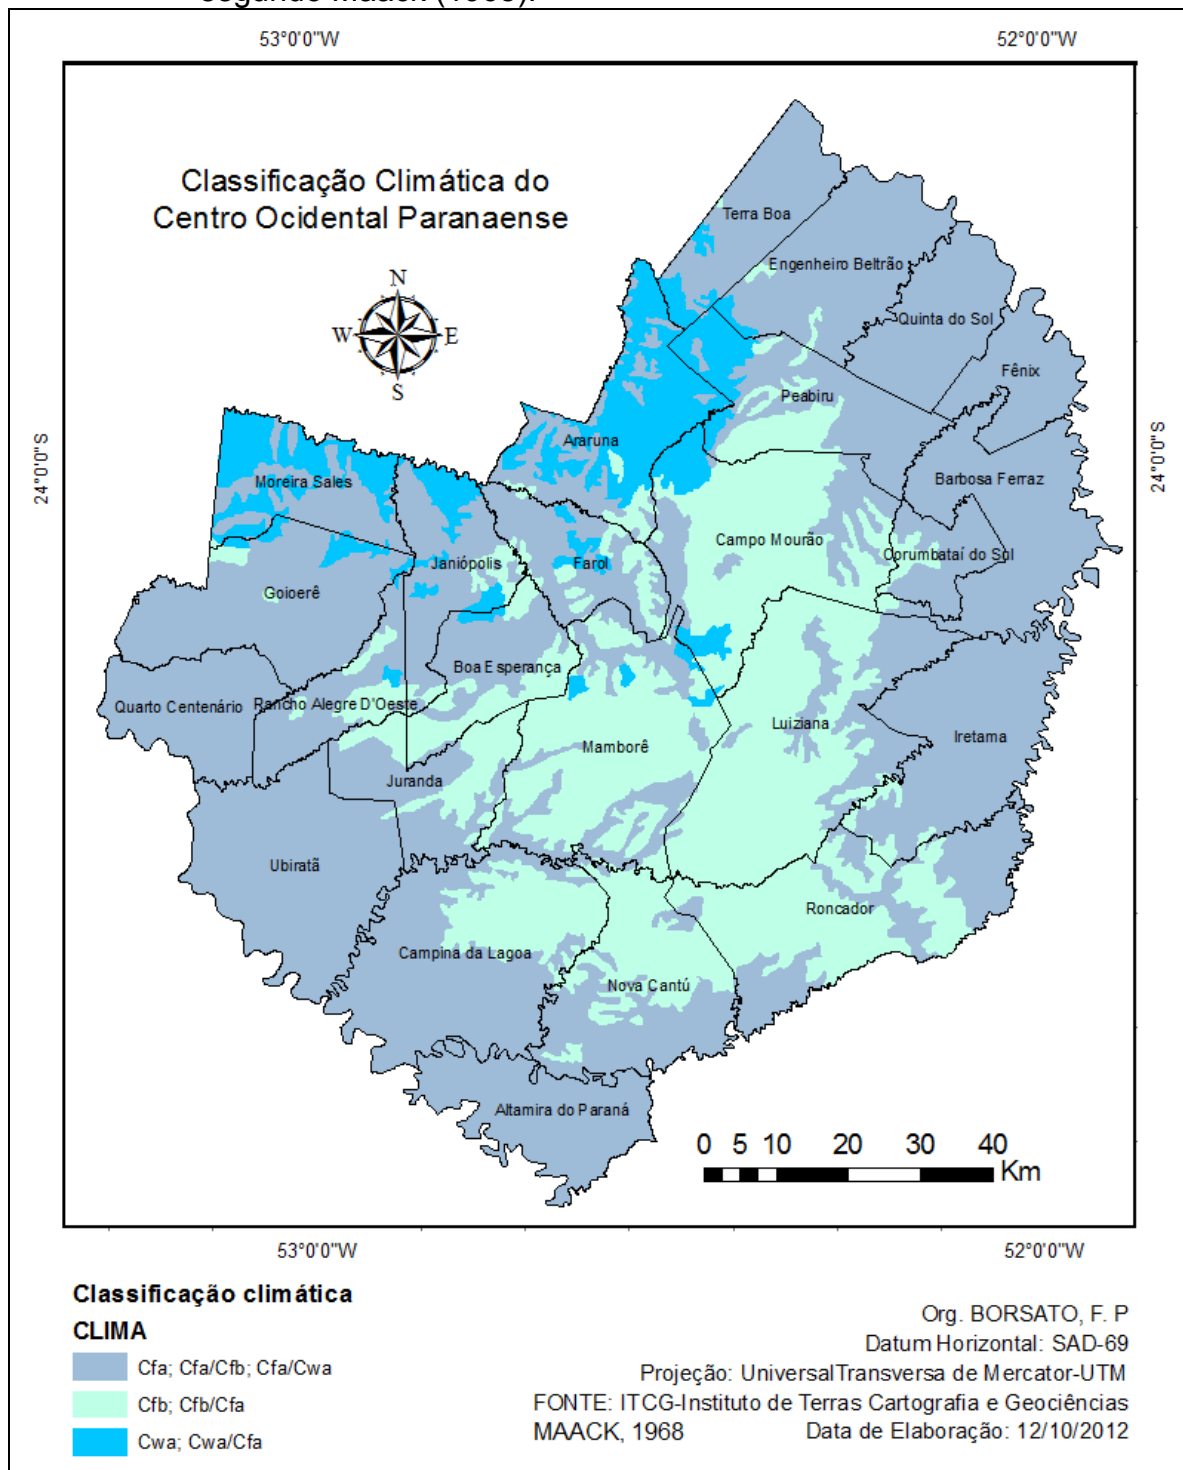 segundo Maack (1968).
53°0'0"W
52°0'0"W
Classificação Climática do
Centro Ocidental Paranaense
N
W
E
S
24°0'0"S
24°0'0"S
Terra Boa
Engenheiro Beltrão
Quinta do Sol
Fênix
Peabiru
Araruna
Barbosa Ferraz
Moreira Sales
Campo Mourão
Corumbataí do Sol
Janiópolis
Farol
Goioerê
Boa Esperança
Quarto Centenário
Rancho Alegre D'Oeste
Luiziana
Iretama
Mamborê
Juranda
Ubiratã
Roncador
Campina da Lagoa
Nova Cantú
Altamira do Paraná
0 5 10 20 30 40
Km
53°0'0"W
52°0'0"W
Classificação climática
CLIMA
Cfa; Cfa/Cfb; Cfa/Cwa
Cfb; Cfb/Cfa
Cwa; Cwa/Cfa
Org. BORSATO, F. P
Datum Horizontal: SAD-69
Projeção: UniversalTransversa de Mercator-UTM
FONTE: ITCG-Instituto de Terras Cartografia e Geociências
MAACK, 1968 Data de Elaboração: 12/10/2012